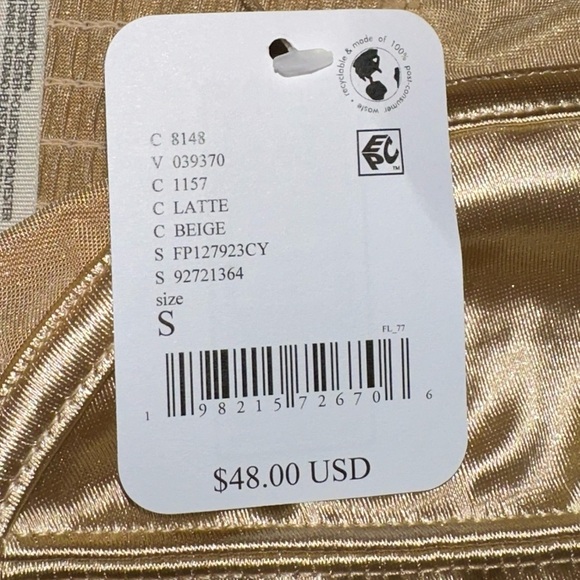 recyclable & made of 100% post-consumer waste •
EPC
TM
C 8148
V 039370
C 1157
C LATTE
C BEIGE
S FP127923CY
S 92721364
size
S
FL_77
1 98215 72670 6
$48.00 USD